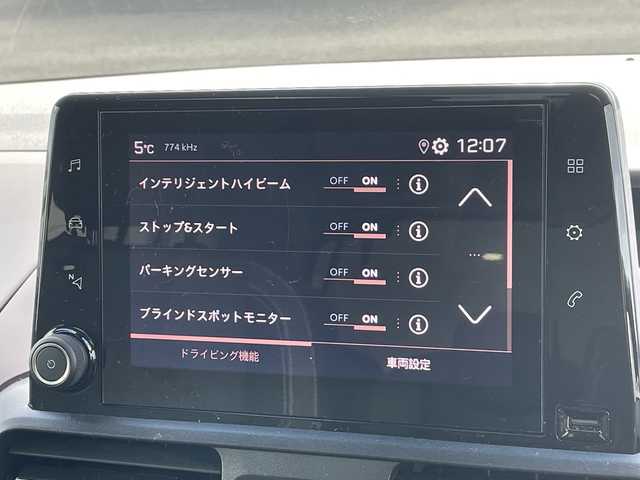 5°C 774 kHz 12:07
インテリジェントハイビーム OFF ON
ストップ&スタート OFF ON
パーキングセンサー OFF ON
ブラインドスポットモニター OFF ON
ドライビング機能 車両設定
N